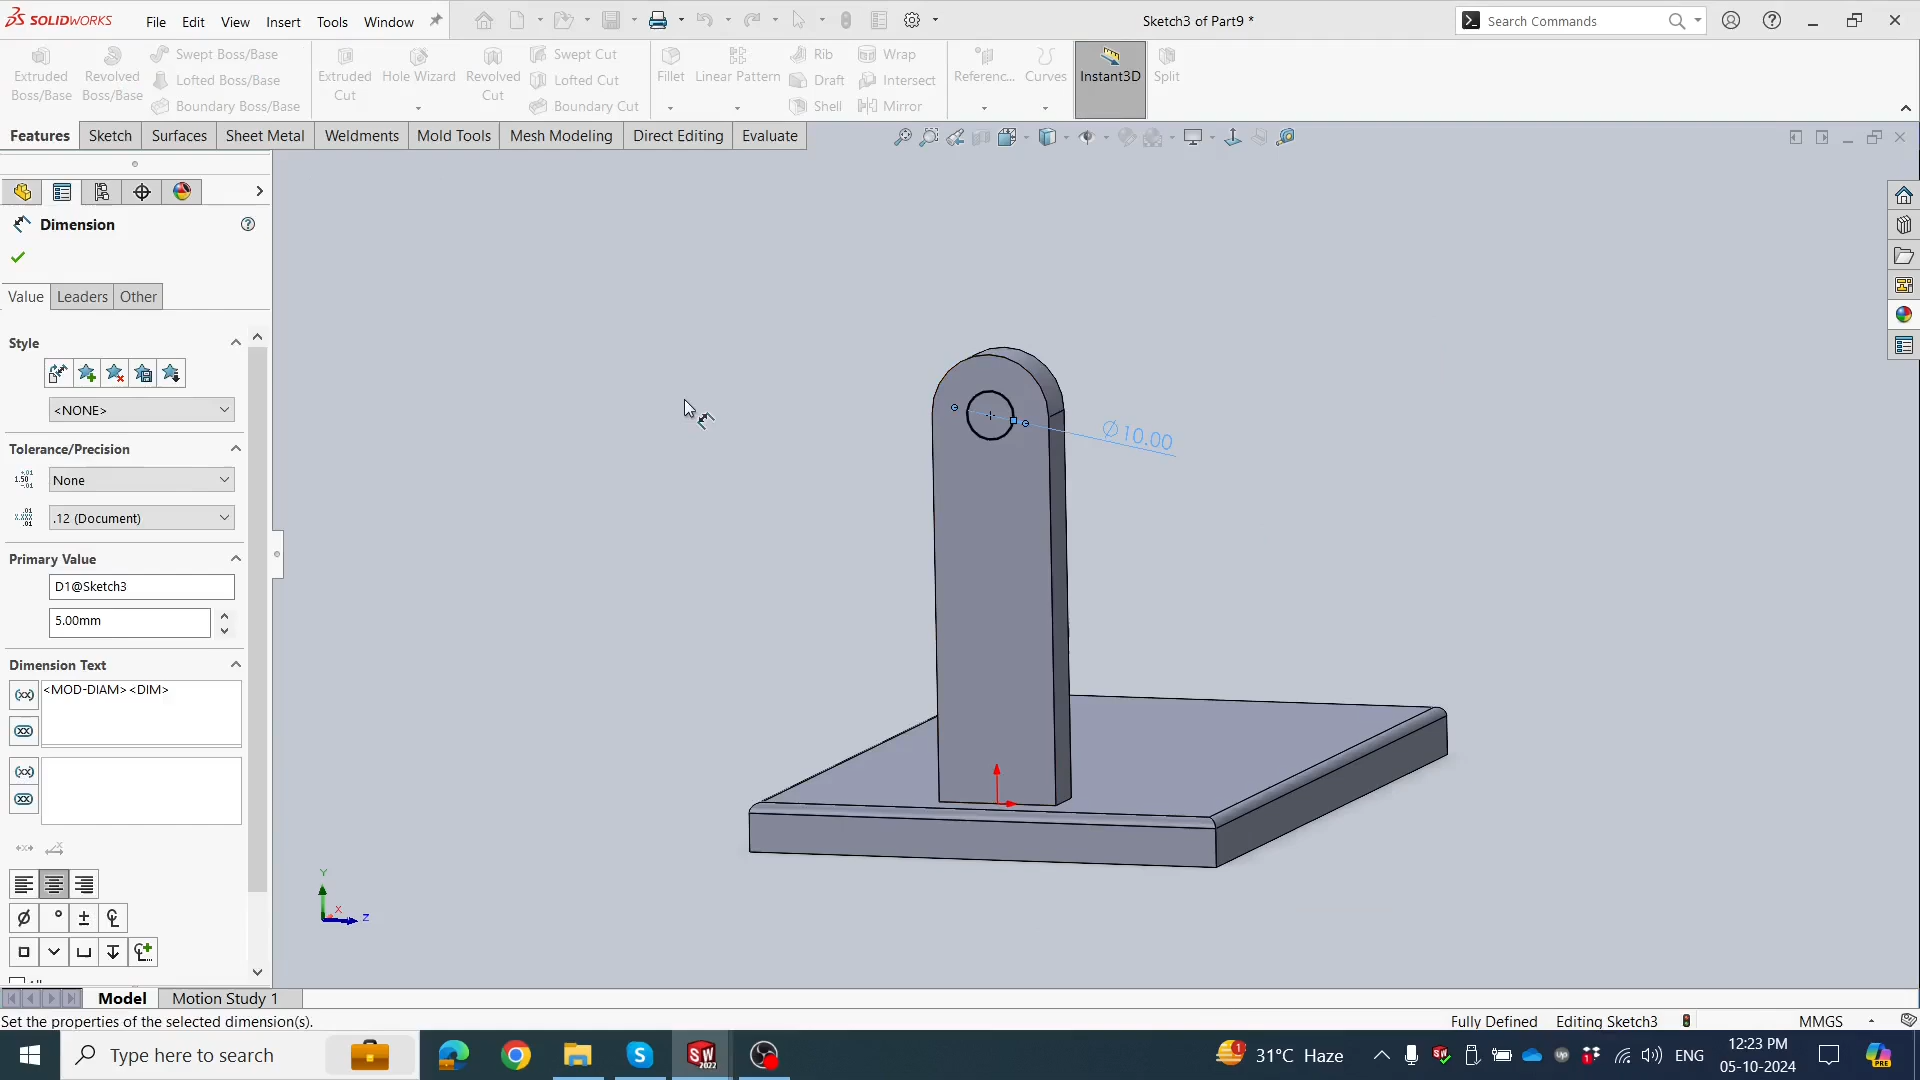 SOLIDWORKS File Edit View Insert Tools Window Sketch3 of Part9 * Search Commands
Extruded Boss/Base
Revolved Boss/Base
Swept Boss/Base
Lofted Boss/Base
Boundary Boss/Base
Extruded Cut
Hole Wizard
Revolved Cut
Swept Cut
Lofted Cut
Boundary Cut
Fillet
Linear Pattern
Rib
Draft
Shell
Wrap
Intersect
Mirror
Referenc...
Curves
Instant3D
Split
Features Sketch Surfaces Sheet Metal Weldments Mold Tools Mesh Modeling Direct Editing Evaluate
Dimension
Value Leaders Other
Style
<NONE>
Tolerance/Precision
None
.12 (Document)
Primary Value
D1@Sketch3
5.00mm
Dimension Text
<MOD-DIAM><DIM>
∅10.00
Y
X
Z
Model Motion Study 1
Set the properties of the selected dimension(s). Fully Defined Editing Sketch3 MMGS
Type here to search
SW 2022
1 31°C Haze ENG
12:23 PM
05-10-2024
PRE